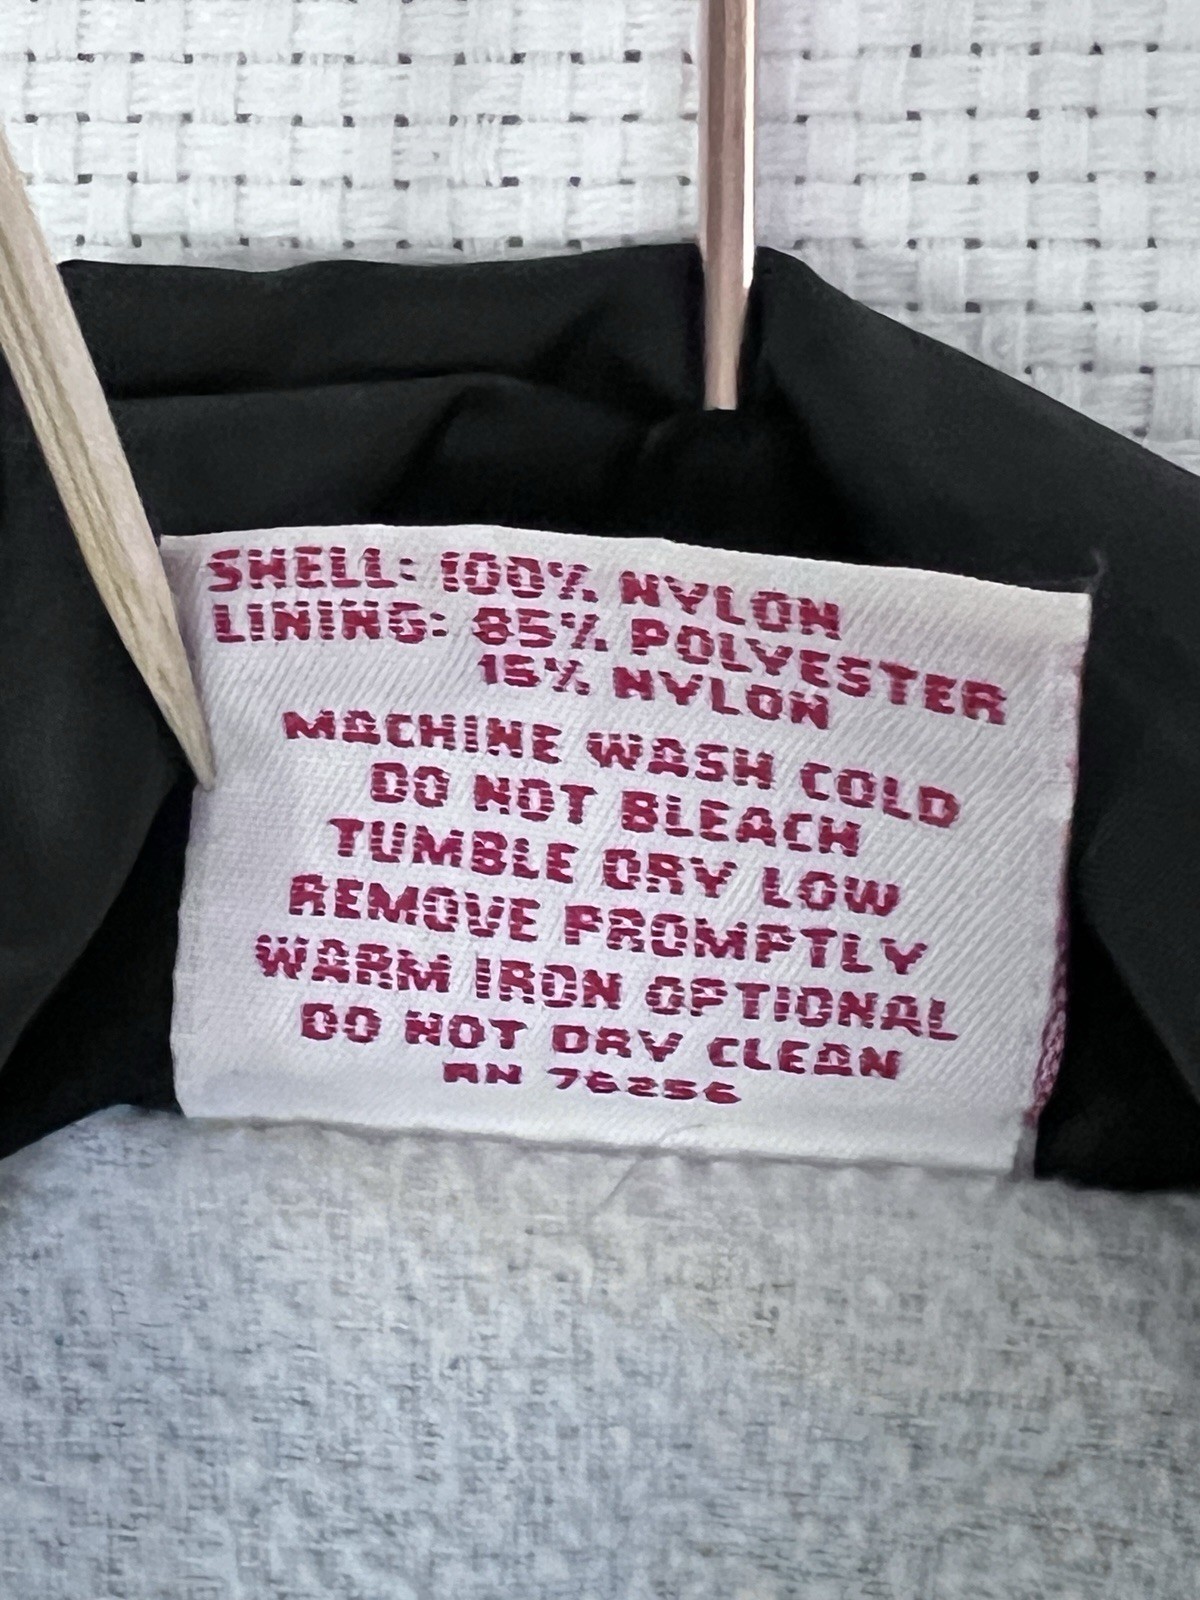 SHELL: 100% NYLON
LINING: 85% POLYESTER
15% NYLON
MACHINE WASH COLD
DO NOT BLEACH
TUMBLE DRY LOW
REMOVE PROMPTLY
WARM IRON OPTIONAL
DO NOT DRY CLEAN
RN 76256